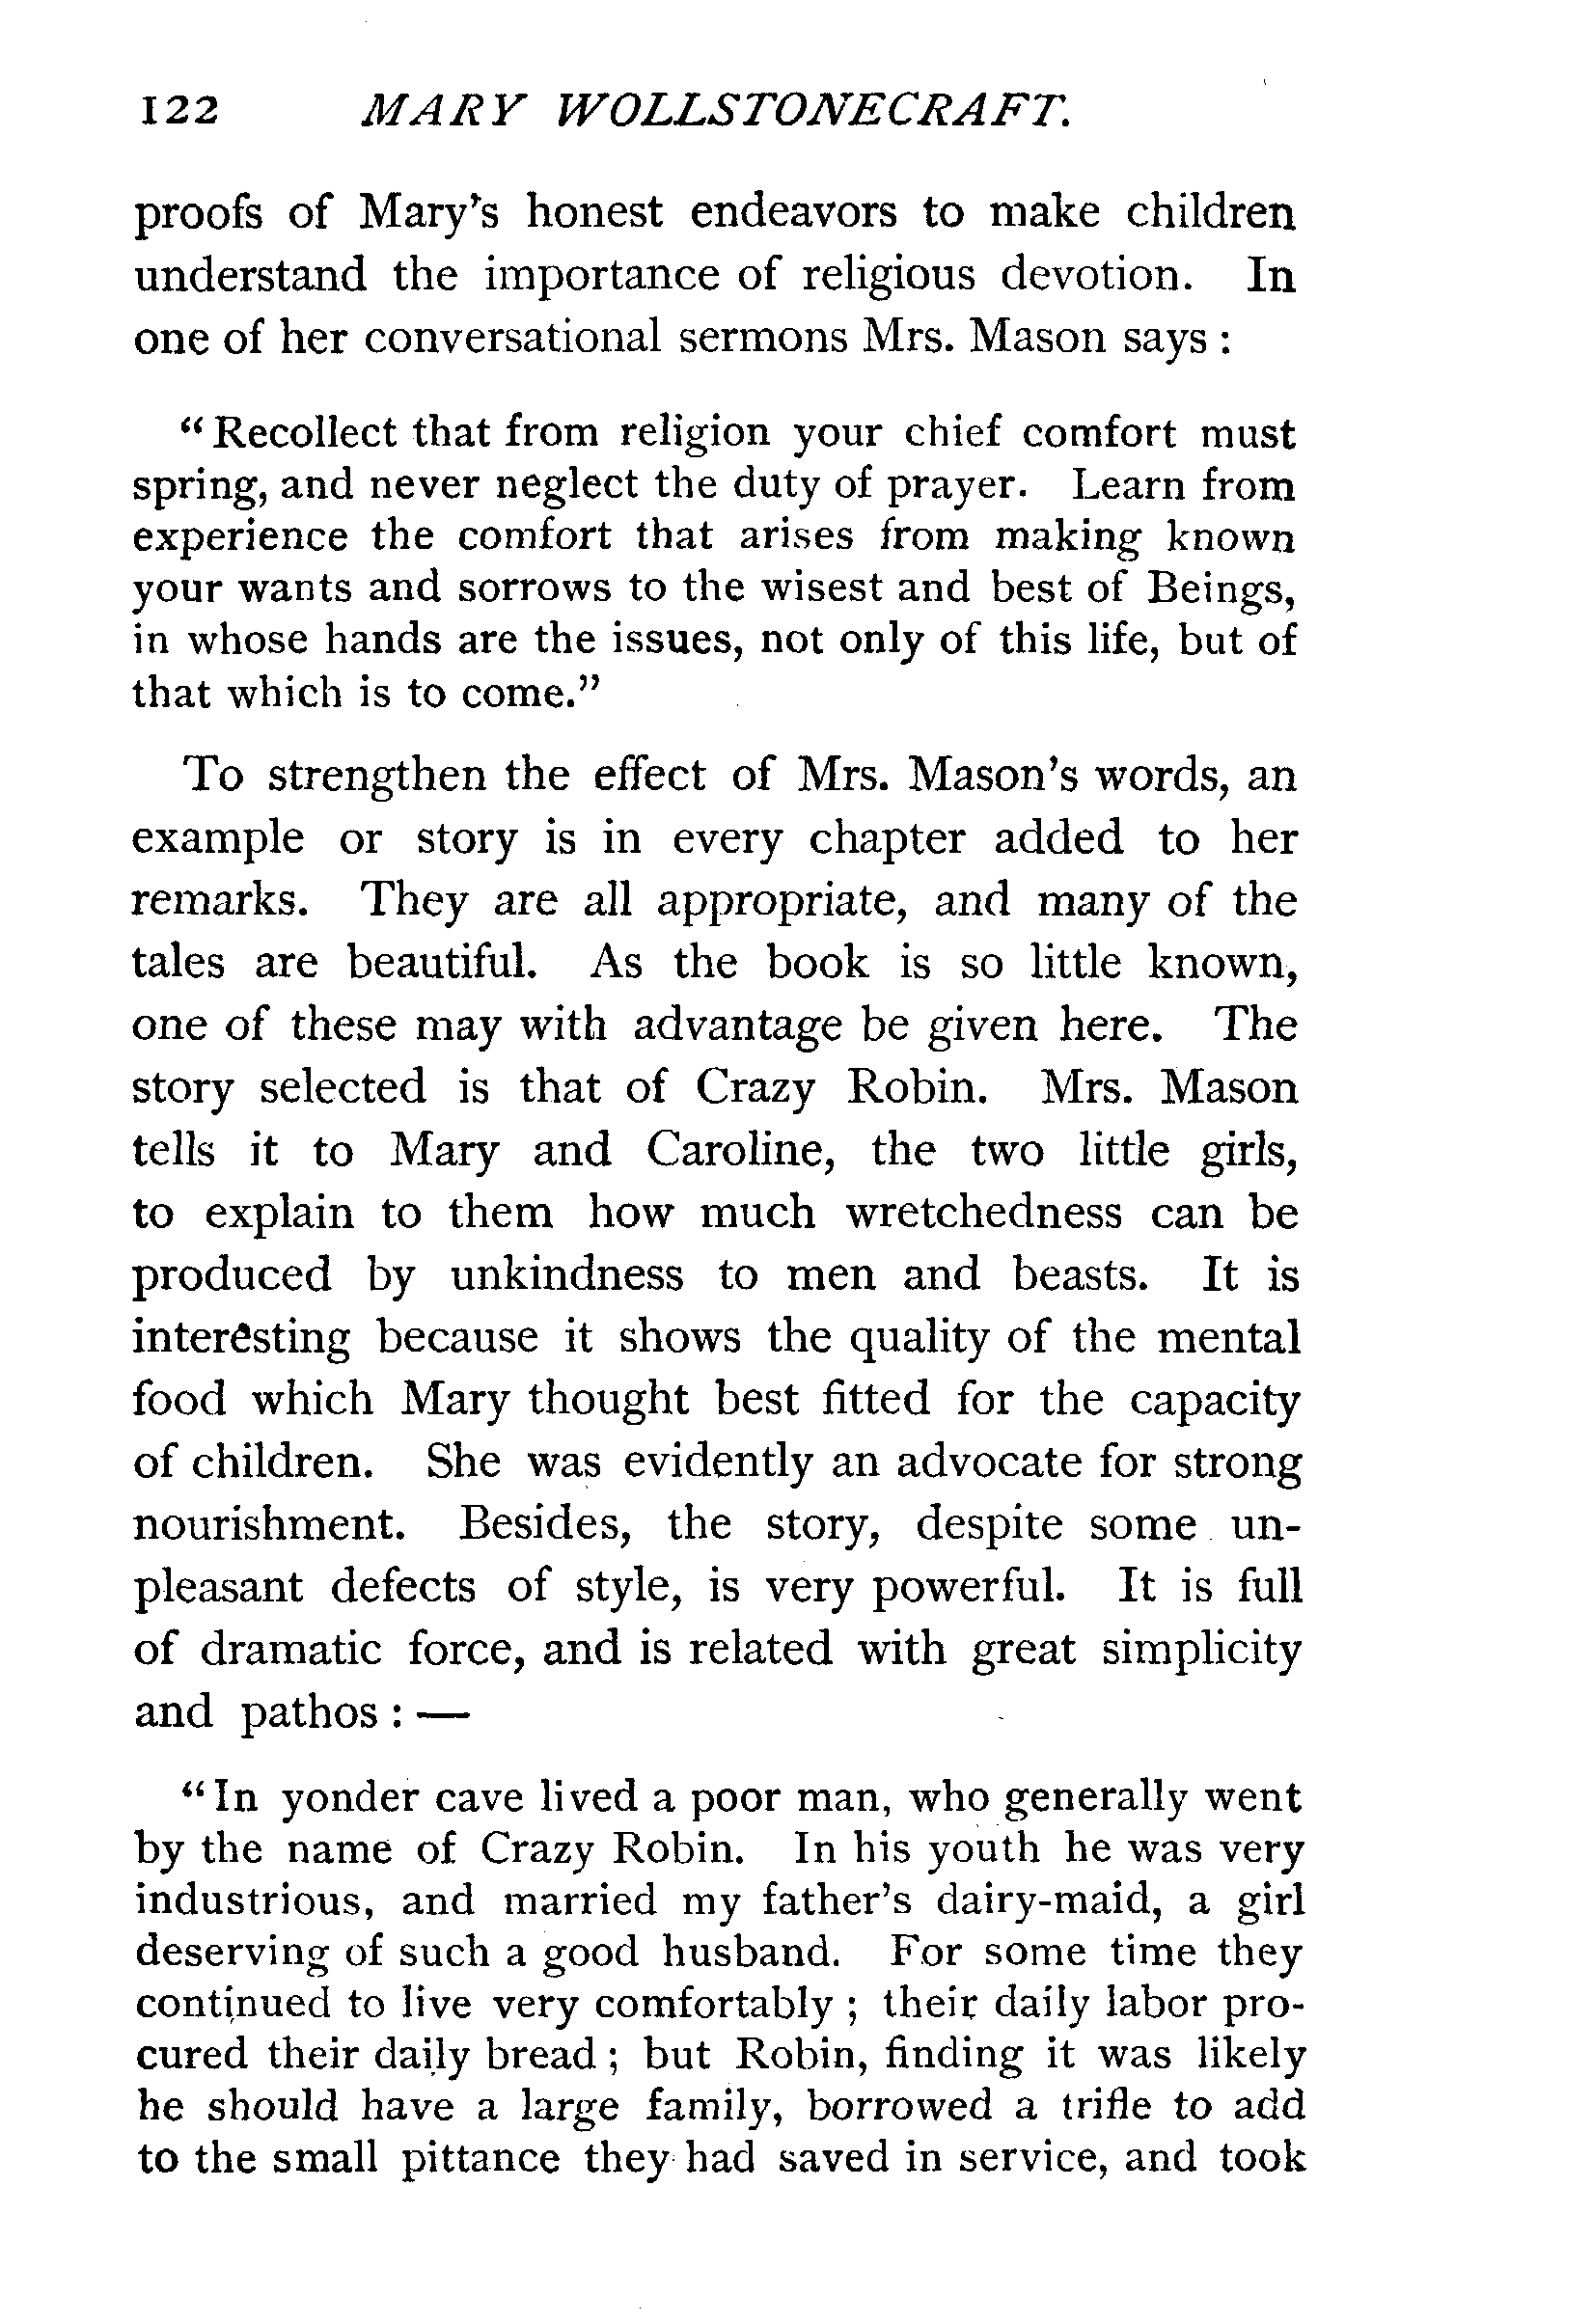 122 MARY WOLLSTONECRAFT.
proofs of Mary's honest endeavors to make children
understand the importance of religious devotion. In
one of her conversational sermons Mrs. Mason says :
“ Recollect that from religion your chief comfort must
spring, and never neglect the duty of prayer. Learn from
experience the comfort that arises from making known
your wants and sorrows to the wisest and best of Beings,
in whose hands are the issues, not only of this life, but of
that which is to come.”
To strengthen the effect of Mrs. Mason's words, an
example or story is in every chapter added to her
remarks. They are all appropriate, and many of the
tales are beautiful. As the book is so little known,
one of these may with advantage be given here. The
story selected is that of Crazy Robin. Mrs. Mason
tells it to Mary and Caroline, the two little girls,
to explain to them how much wretchedness can be
produced by unkindness to men and beasts. It is
interesting because it shows the quality of the mental
food which Mary thought best fitted for the capacity
of children. She was evidently an advocate for strong
nourishment. Besides, the story, despite some un-
pleasant defects of style, is very powerful. It is full
of dramatic force, and is related with great simplicity
and pathos : —
“ In yonder cave lived a poor man, who generally went
by the name of Crazy Robin. In his youth he was very
industrious, and married my father's dairy-maid, a girl
deserving of such a good husband. For some time they
continued to live very comfortably ; their daily labor pro-
cured their daily bread ; but Robin, finding it was likely
he should have a large family, borrowed a trifle to add
to the small pittance they had saved in service, and took